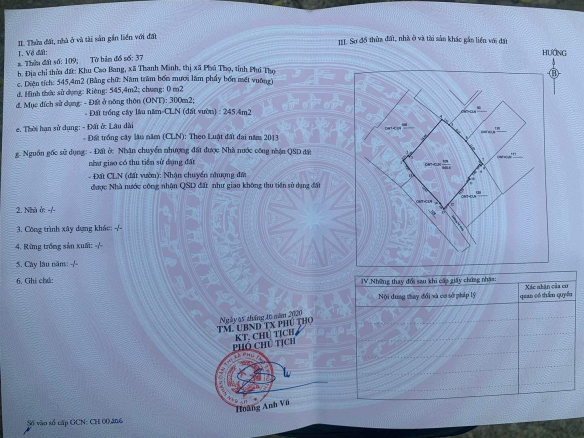 II. Thửa đất, nhà ở và tài sản gắn liền với đất
1. Về đất:
a. Thửa đất số: 109; Tờ bản đồ số: 37
b. Địa chỉ thửa đất: Khu Cao Bang, xã Thanh Minh, thị xã Phú Thọ, tỉnh Phú Thọ
c. Diện tích: 545,4m2 (Bằng chữ: Năm trăm bốn mươi lăm phẩy bốn mét vuông)
d. Hình thức sử dụng: Riêng: 545,4m2; chung: 0 m2
đ. Mục đích sử dụng: - Đất ở nông thôn (ONT): 300m2;
- Đất trồng cây lâu năm-CLN (đất vườn) : 245.4m2
e. Thời hạn sử dụng: - Đất ở: Lâu dài
- Đất trồng cây lâu năm (CLN): Theo Luật đất đai năm 2013
g. Nguồn gốc sử dụng: - Đất ở: Nhận chuyển nhượng đất được Nhà nước công nhận QSD đất
như giao có thu tiền sử dụng đất
- Đất CLN (đất vườn): Nhận chuyển nhượng đất
được Nhà nước công nhận QSD đất như giao không thu tiền sử dụng đất
2. Nhà ở: -/-
3. Công trình xây dựng khác: -/-
4. Rừng trồng sản xuất: -/-
5. Cây lâu năm: -/-
6. Ghi chú:
Ngày 05 tháng 10 năm 2020
TM. UBND TX PHÚ THỌ
KT. CHỦ TỊCH
PHÓ CHỦ TỊCH
Hoàng Anh Vũ
Số vào sổ cấp GCN: CH 00206
III. Sơ đồ thửa đất, nhà ở và tài sản khác gắn liền với đất
HƯỚNG
B
ONT+CLN
ONT+CLN
ONT+CLN
ONT+CLN
IV. Những thay đổi sau khi cấp giấy chứng nhận:
Nội dung thay đổi và cơ sở pháp lý
Xác nhận của cơ
quan có thẩm quyền